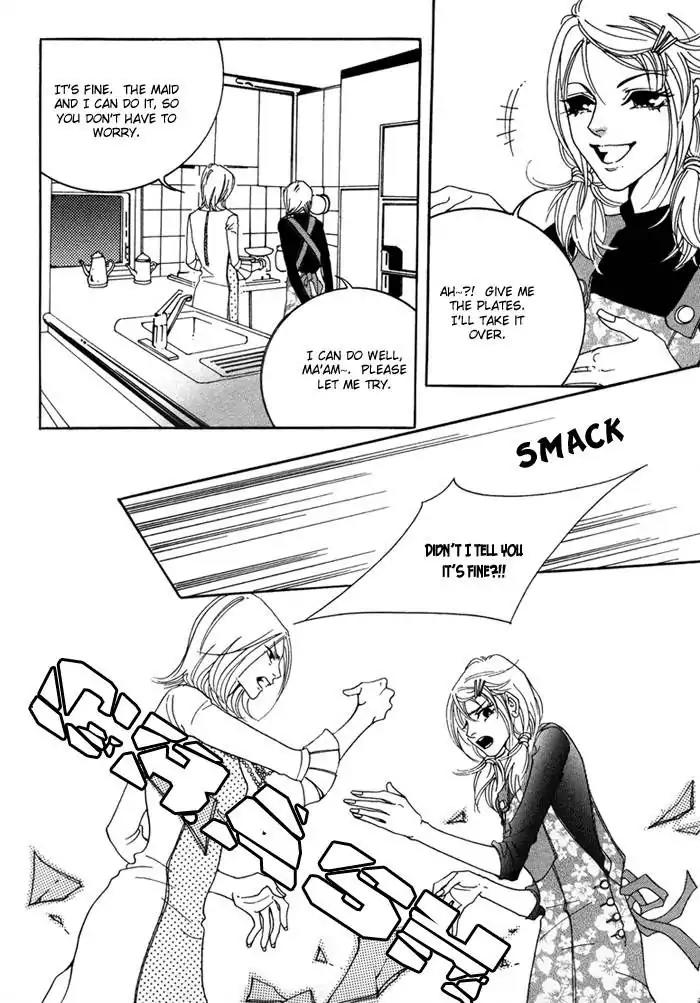 IT'S FINE. THE MAID
AND I CAN DO IT, SO
YOU DON'T HAVE TO
WORRY.
I CAN DO WELL,
MA'AM~. PLEASE
LET ME TRY.
AH~?! GIVE ME
THE PLATES.
I'LL TAKE IT
OVER.
SMACK
DIDN'T I TELL YOU
IT'S FINE?!!
CRASH